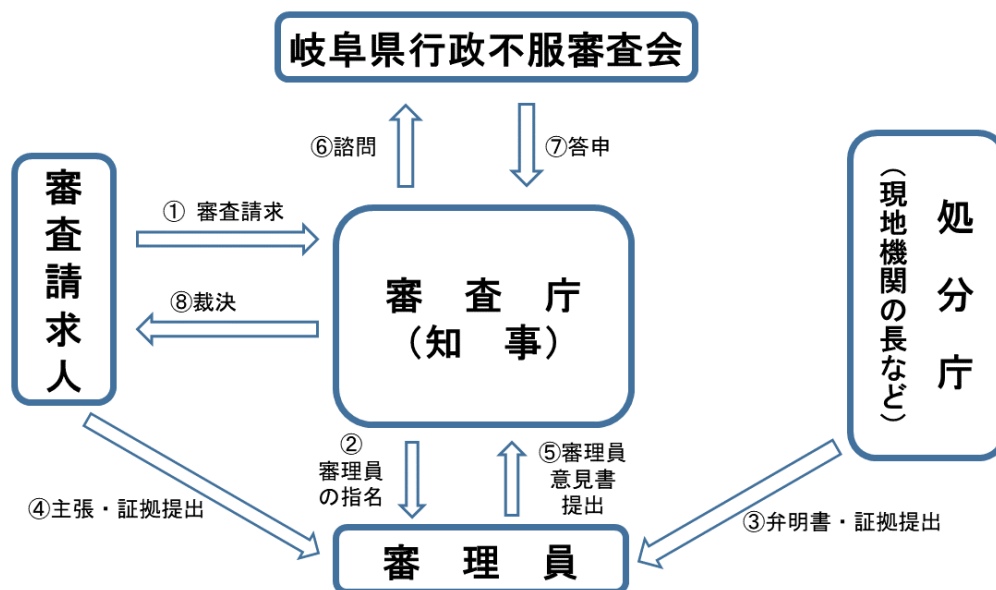 岐阜県行政不服審査会
⑥諮問
⑦答申
審査請求人
① 審査請求
⑧裁決
審 査 庁
（知 事）
処 分 庁
（現地機関の長など）
②
審理員
の指名
⑤審理員
意見書
提出
④主張・証拠提出
③弁明書・証拠提出
審 理 員